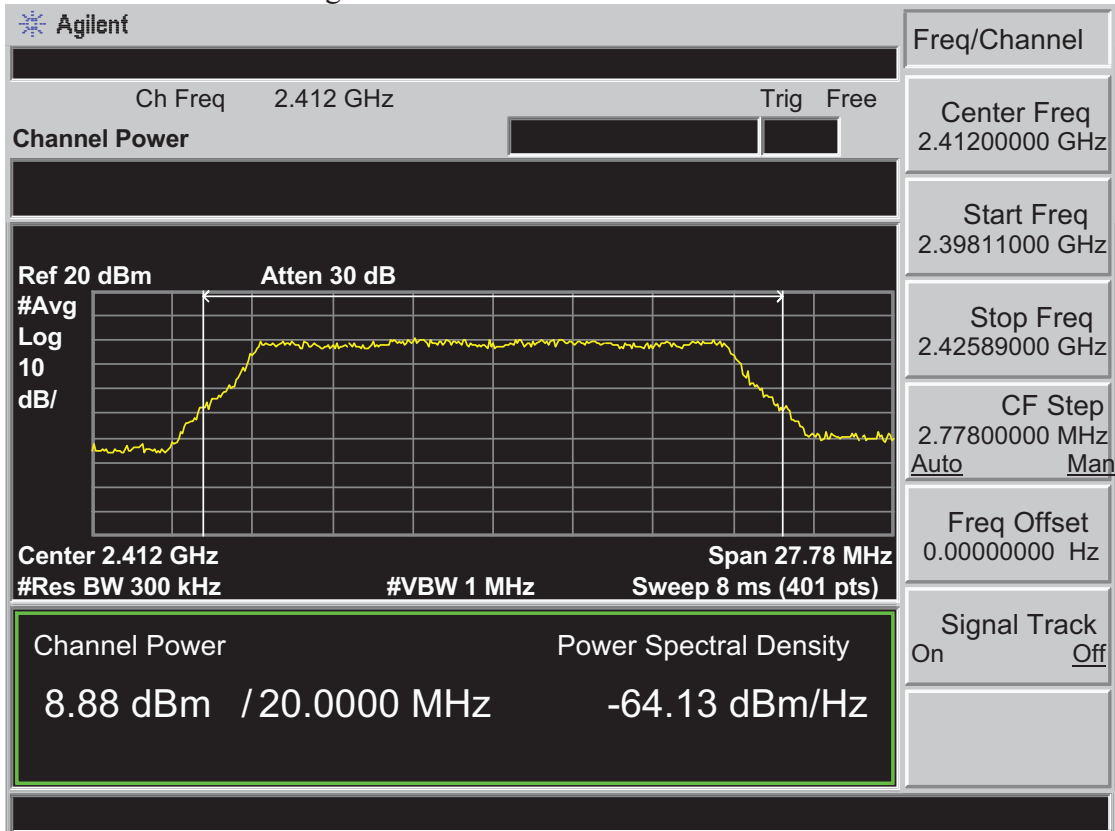 Agilent
Freq/Channel
Ch Freq 2.412 GHz Trig Free
Channel Power
Center Freq
2.41200000 GHz
Start Freq
2.39811000 GHz
Stop Freq
2.42589000 GHz
CF Step
2.77800000 MHz
Auto Man
Freq Offset
0.00000000 Hz
Signal Track
On Off
Ref 20 dBm Atten 30 dB
#Avg
Log
10
dB/
Center 2.412 GHz Span 27.78 MHz
#Res BW 300 kHz #VBW 1 MHz Sweep 8 ms (401 pts)
Channel Power Power Spectral Density
8.88 dBm / 20.0000 MHz -64.13 dBm/Hz